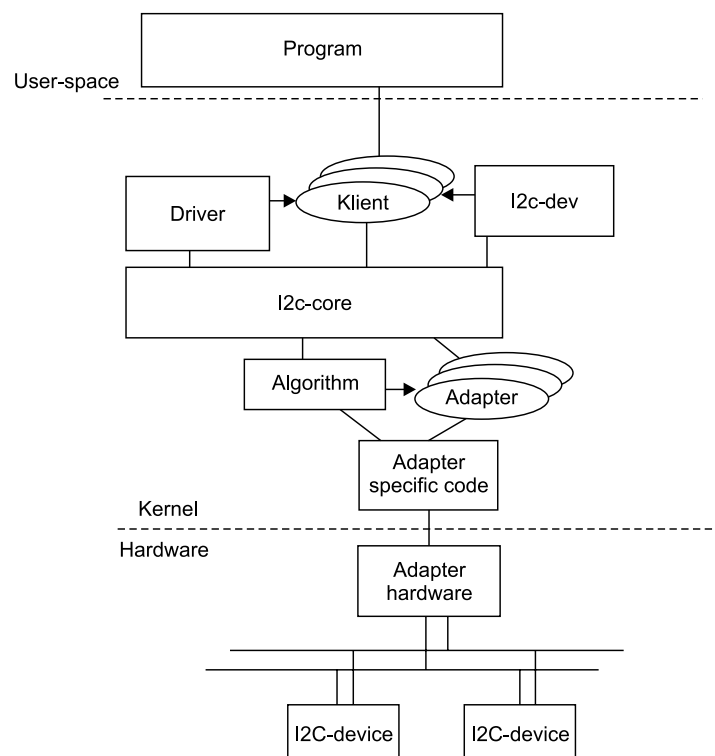 Program
User-space
Driver
Klient
I2c-dev
I2c-core
Algorithm
Adapter
Adapter
specific code
Kernel
Hardware
Adapter
hardware
I2C-device
I2C-device